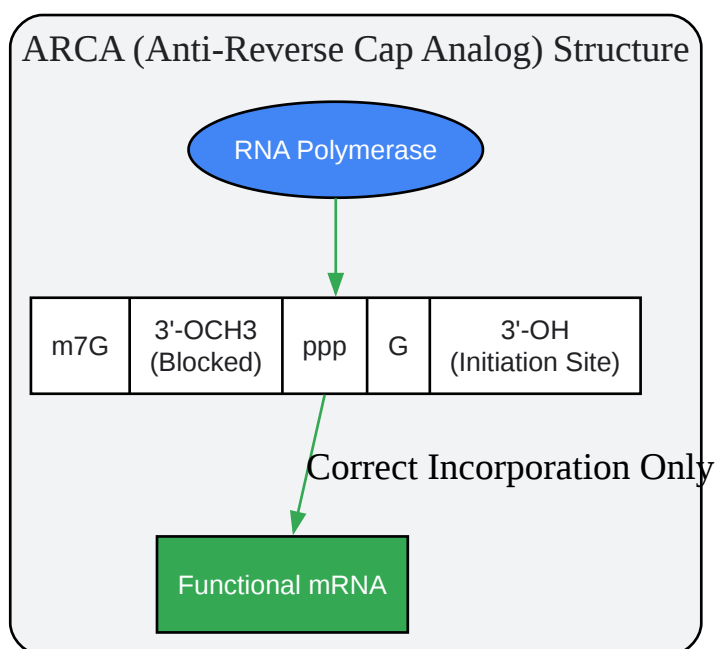 ARCA (Anti-Reverse Cap Analog) Structure
RNA Polymerase
m7G
3'-OCH3
(Blocked)
ppp
G
3'-OH
(Initiation Site)
Correct Incorporation Only
Functional mRNA